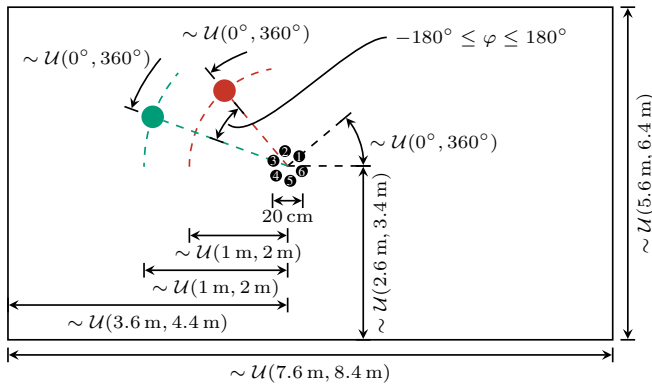 ∼ U(0°, 360°)
−180° ≤ φ ≤ 180°
∼ U(0°, 360°)
∼ U(0°, 360°)
1
2
3
4
5
6
20 cm
∼ U(1 m, 2 m)
∼ U(1 m, 2 m)
∼ U(3.6 m, 4.4 m)
∼ U(2.6 m, 3.4 m)
∼ U(5.6 m, 6.4 m)
∼ U(7.6 m, 8.4 m)